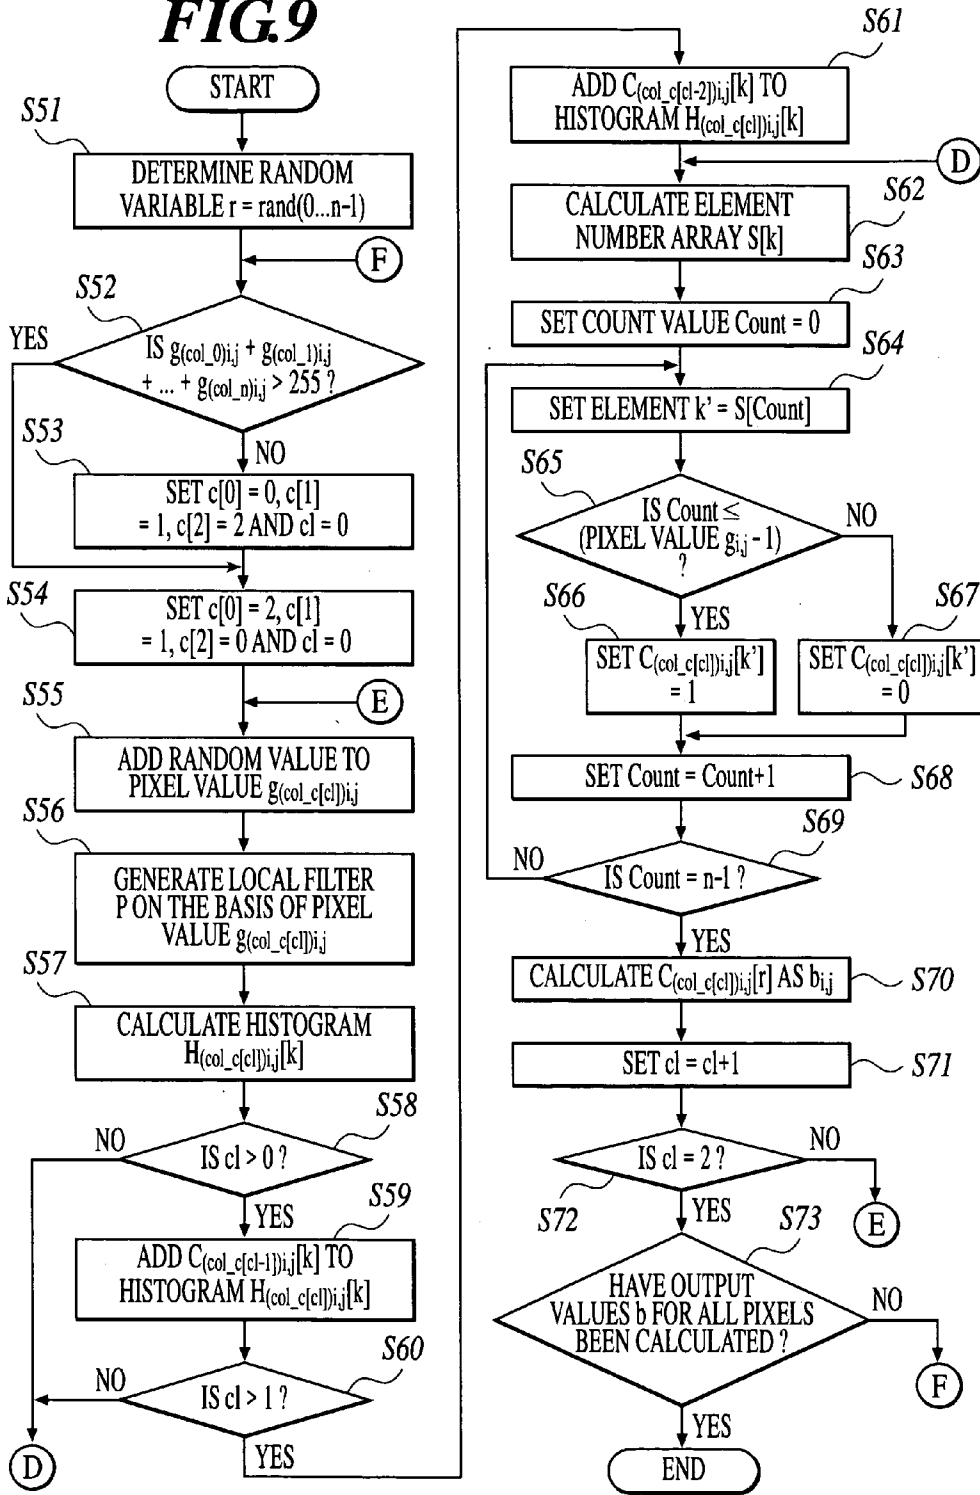 FIG.9
START
S51
DETERMINE RANDOM
VARIABLE r = rand(0...n-1)
F
S52
YES
IS g(col_0)i,j + g(col_1)i,j
+ ... + g(col_n)i,j > 255 ?
NO
S53
SET c[0] = 0, c[1]
= 1, c[2] = 2 AND cl = 0
S54
SET c[0] = 2, c[1]
= 1, c[2] = 0 AND cl = 0
E
S55
ADD RANDOM VALUE TO
PIXEL VALUE g(col_c[cl])i,j
S56
GENERATE LOCAL FILTER
P ON THE BASIS OF PIXEL
VALUE g(col_c[cl])i,j
S57
CALCULATE HISTOGRAM
H(col_c[cl])i,j[k]
S58
NO
IS cl > 0 ?
YES
S59
ADD C(col_c[cl-1])i,j[k] TO
HISTOGRAM H(col_c[cl])i,j[k]
S60
NO
IS cl > 1 ?
YES
D
S61
ADD C(col_c[cl-2])i,j[k] TO
HISTOGRAM H(col_c[cl])i,j[k]
D
S62
CALCULATE ELEMENT
NUMBER ARRAY S[k]
S63
SET COUNT VALUE Count = 0
S64
SET ELEMENT k' = S[Count]
S65
IS Count ≤
(PIXEL VALUE gi,j - 1)
?
NO
YES
S66
SET C(col_c[cl])i,j[k']
= 1
S67
SET C(col_c[cl])i,j[k']
= 0
SET Count = Count+1
S68
S69
NO
IS Count = n-1 ?
YES
CALCULATE C(col_c[cl])i,j[r] AS bi,j
S70
SET cl = cl+1
S71
IS cl = 2 ?
NO
S72
YES
E
S73
HAVE OUTPUT
VALUES b FOR ALL PIXELS
BEEN CALCULATED ?
NO
F
YES
END